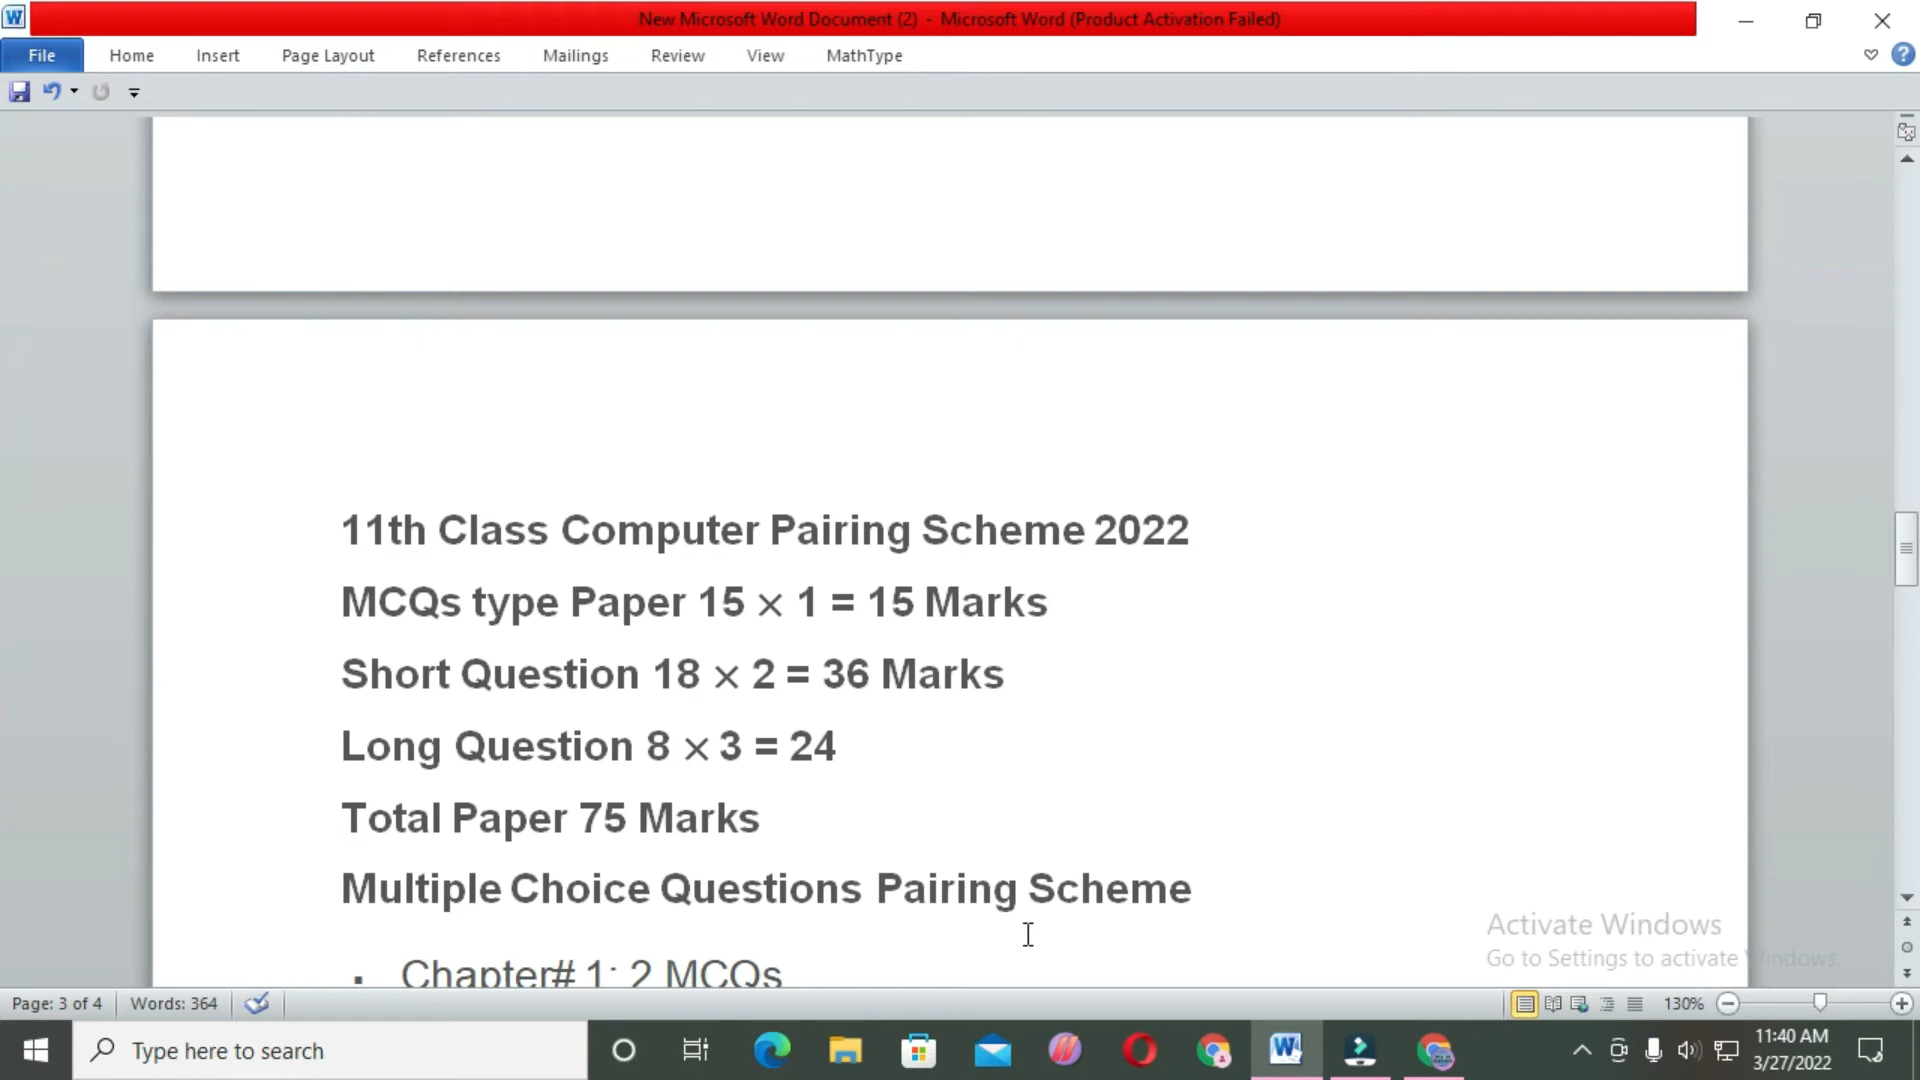 New Microsoft Word Document (2) - Microsoft Word (Product Activation Failed)
File Home Insert Page Layout References Mailings Review View MathType
11th Class Computer Pairing Scheme 2022
MCQs type Paper 15 × 1 = 15 Marks
Short Question 18 × 2 = 36 Marks
Long Question 8 × 3 = 24
Total Paper 75 Marks
Multiple Choice Questions Pairing Scheme
▪ Chapter# 1: 2 MCQs
Activate Windows
Go to Settings to activate Windows.
Page: 3 of 4 Words: 364 130%
Type here to search
11:40 AM
3/27/2022